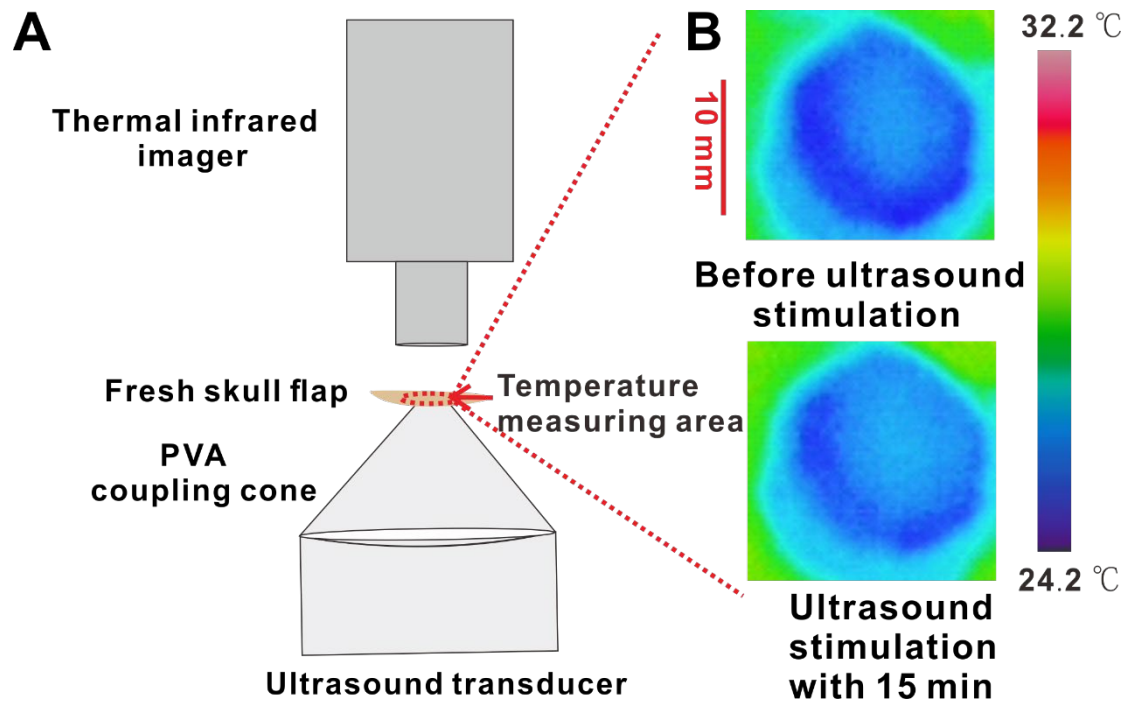 A
Thermal infrared
imager
Fresh skull flap
Temperature
measuring area
PVA
coupling cone
Ultrasound transducer
B
10 mm
Before ultrasound
stimulation
Ultrasound
stimulation
with 15 min
32.2 ℃
24.2 ℃